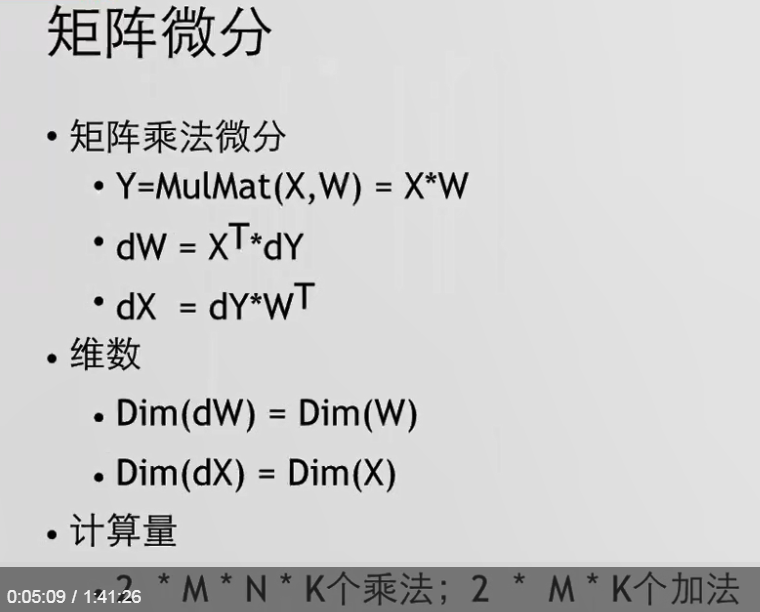 矩阵微分
• 矩阵乘法微分
• Y=MulMat(X,W) = X*W
• dW = X^T*dY
• dX = dY*W^T
• 维数
• Dim(dW) = Dim(W)
• Dim(dX) = Dim(X)
• 计算量
• 2 * M * N * K个乘法；2 * M * K个加法
0:05:09 / 1:41:26